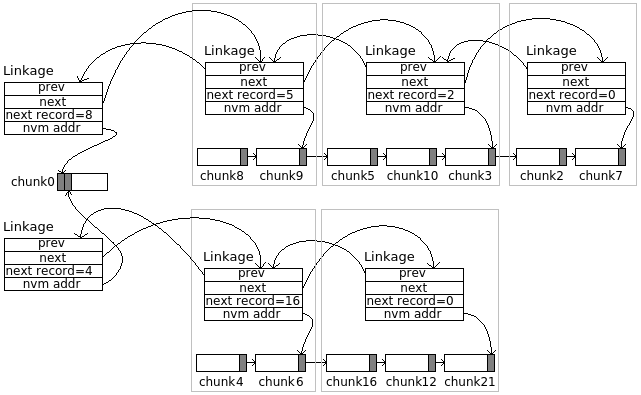 Linkage
prev
next
next record=8
nvm addr
Linkage
prev
next
next record=5
nvm addr
Linkage
prev
next
next record=2
nvm addr
Linkage
prev
next
next record=0
nvm addr
chunk8
chunk9
chunk5
chunk10
chunk3
chunk2
chunk7
chunk0
Linkage
prev
next
next record=4
nvm addr
Linkage
prev
next
next record=16
nvm addr
Linkage
prev
next
next record=0
nvm addr
chunk4
chunk6
chunk16
chunk12
chunk21